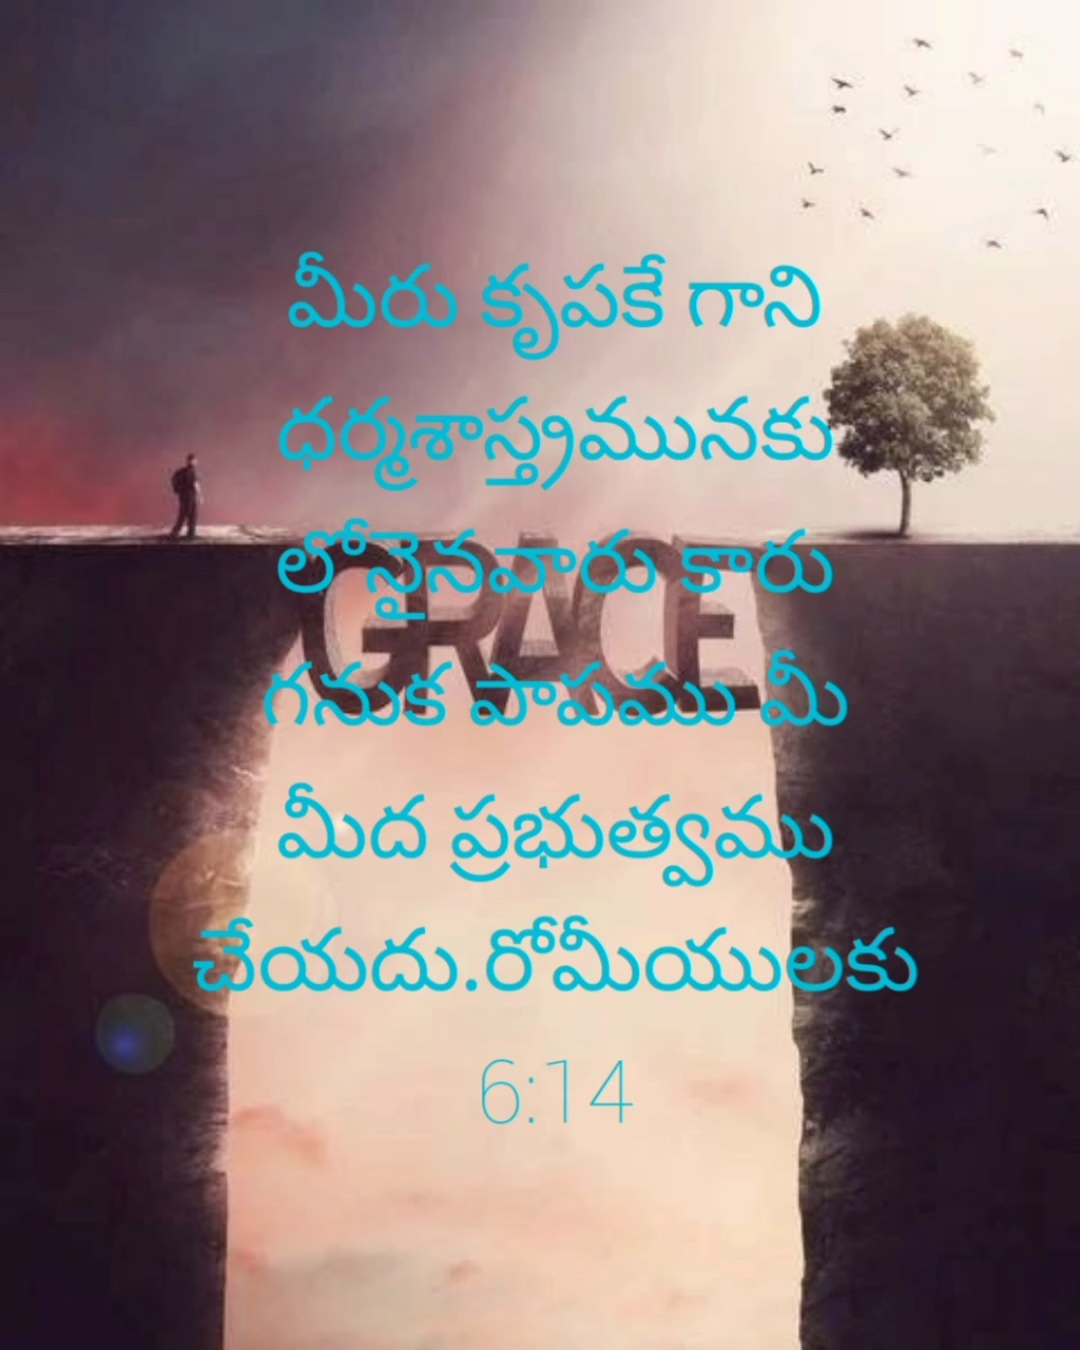 మీరు కృపకే గాని
ధర్మశాస్త్రమునకు
లోనైనవారు కారు
GRACE
గనుక పాపము మీ
మీద ప్రభుత్వము
చేయదు.రోమీయులకు
6:14